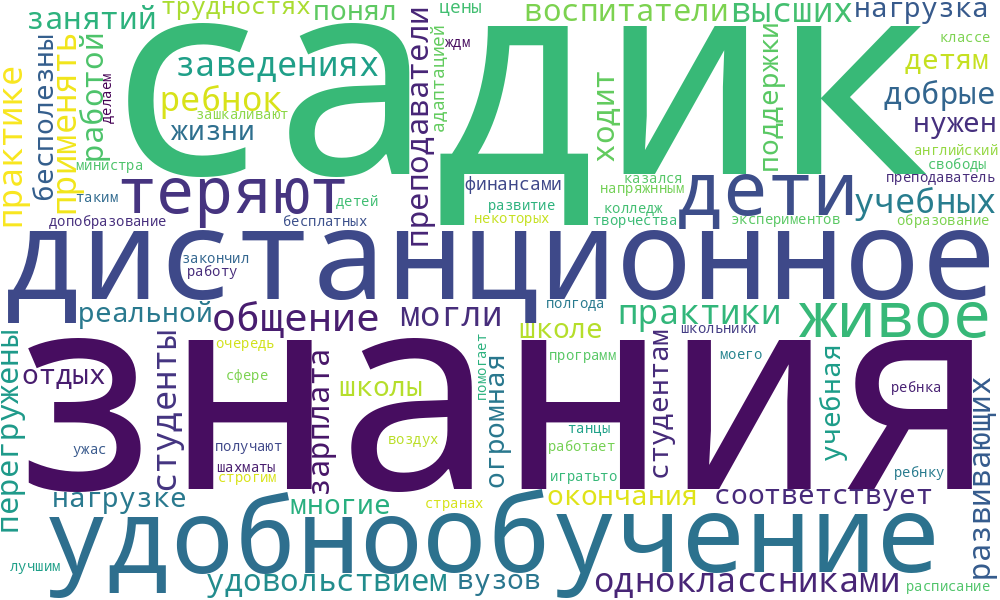 занятий
трудностях
понял
цены
воспитатели
высших
нагрузка
садик
ждм
классе
заведениях
преподаватели
адаптацией
детям
практике
бесполезны
применять
работой
делаем
ребнок
зашкаливают
жизни
ходит
поддержки
добрые
нужен
английский
свободы
преподаватель
министра
таким
теряют
детей
финансами
развитие
некоторых
казался
напряжнным
колледж
творчества
дети
учебных
допобразование
бесплатных
экспериментов
образование
дистанционное
закончил
работу
реальной
общение
могли
полгода
школе
практики
школьники
живое
знания
перегружены
отдых
студенты
очередь
сфере
зарплата
школы
помогает
огромная
программ
студентам
моего
учебная
ребнка
развивающих
ужас
получают
шахматы
строгим
воздух
танцы
работает
игратьто
ребнку
нагрузке
многие
странах
окончания
соответствует
удобнообучение
лучшим
удовольствием
вузов
одноклассниками
расписание